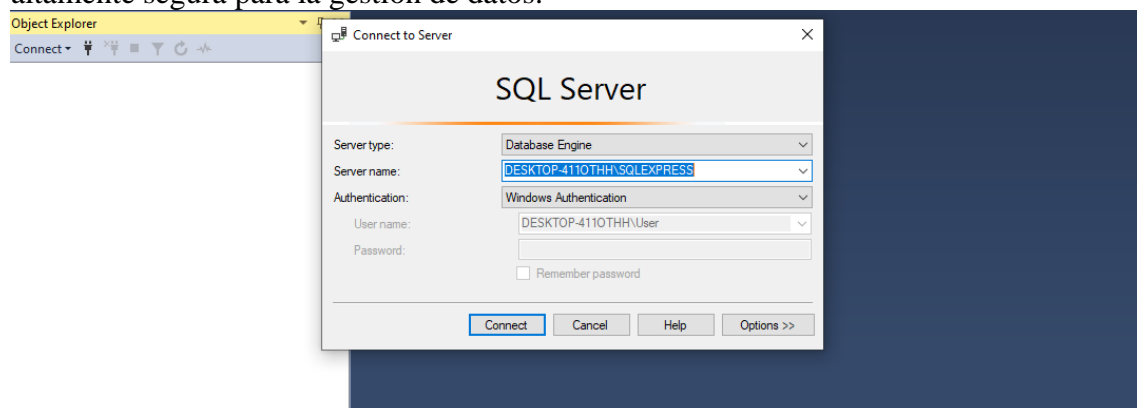 altamente segura para la gestión de datos.
Object Explorer
Connect
Connect to Server
SQL Server
Server type: Database Engine
Server name: DESKTOP-411OTHH\SQLEXPRESS
Authentication: Windows Authentication
User name: DESKTOP-411OTHH\User
Password:
Remember password
Connect Cancel Help Options >>